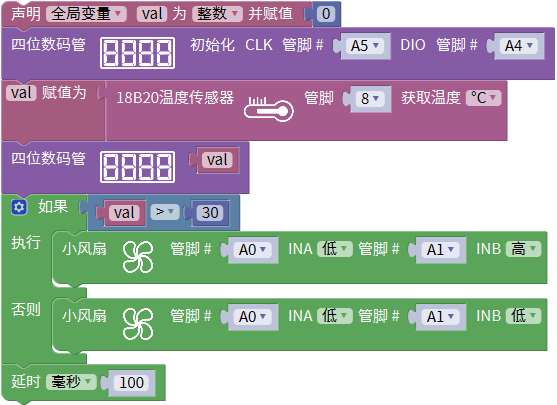 声明 全局变量 val 为 整数 并赋值 0
四位数码管 初始化 CLK 管脚 # A5 DIO 管脚 # A4
val 赋值为 18B20温度传感器 管脚 8 获取温度 ℃
四位数码管 val
如果 val > 30
执行 小风扇 管脚 # A0 INA 低 管脚 # A1 INB 高
否则 小风扇 管脚 # A0 INA 低 管脚 # A1 INB 低
延时 毫秒 100